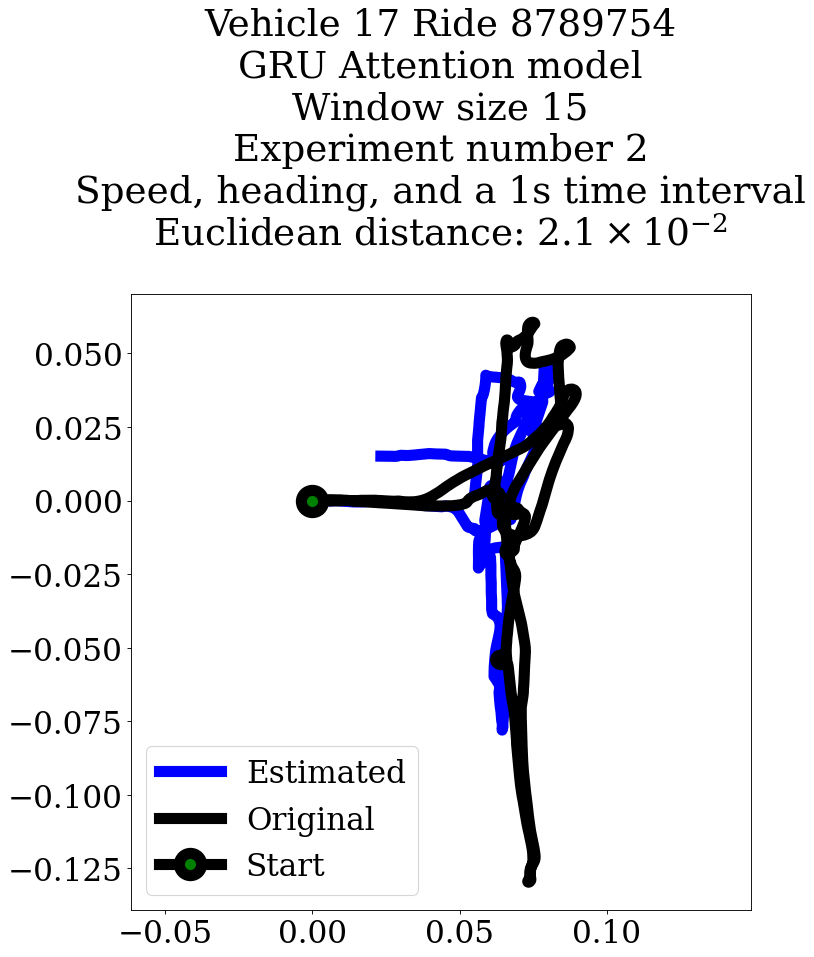 Vehicle 17 Ride 8789754
GRU Attention model
Window size 15
Experiment number 2
Speed, heading, and a 1s time interval
Euclidean distance: 2.1 × 10⁻²
0.050
0.025
0.000
−0.025
−0.050
−0.075
−0.100
−0.125
Estimated
Original
Start
−0.05
0.00
0.05
0.10